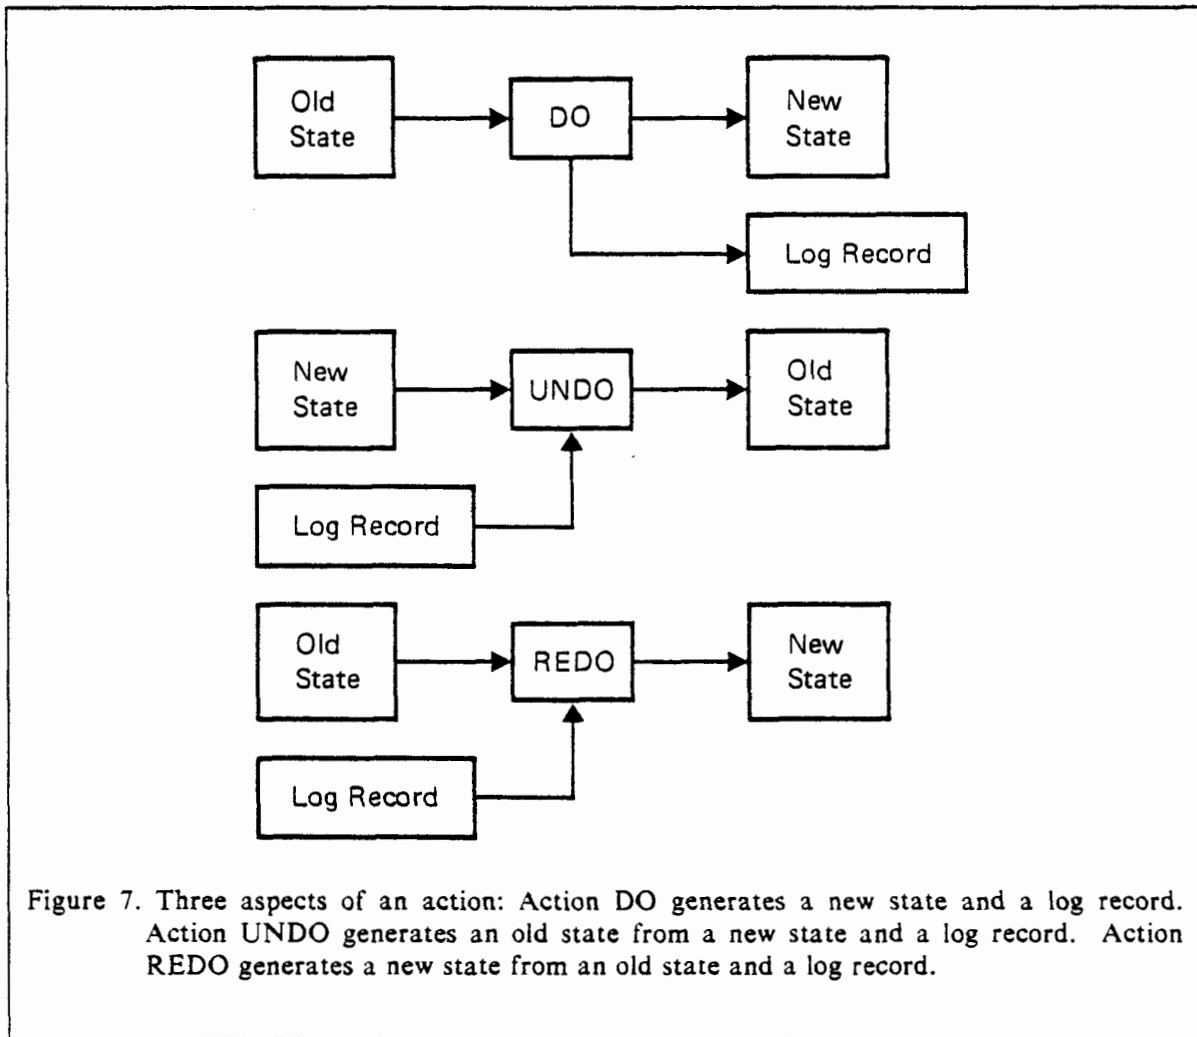 Old
State
DO
New
State
Log Record
New
State
UNDO
Old
State
Log Record
Old
State
REDO
New
State
Log Record
Figure 7. Three aspects of an action: Action DO generates a new state and a log record.
Action UNDO generates an old state from a new state and a log record. Action
REDO generates a new state from an old state and a log record.